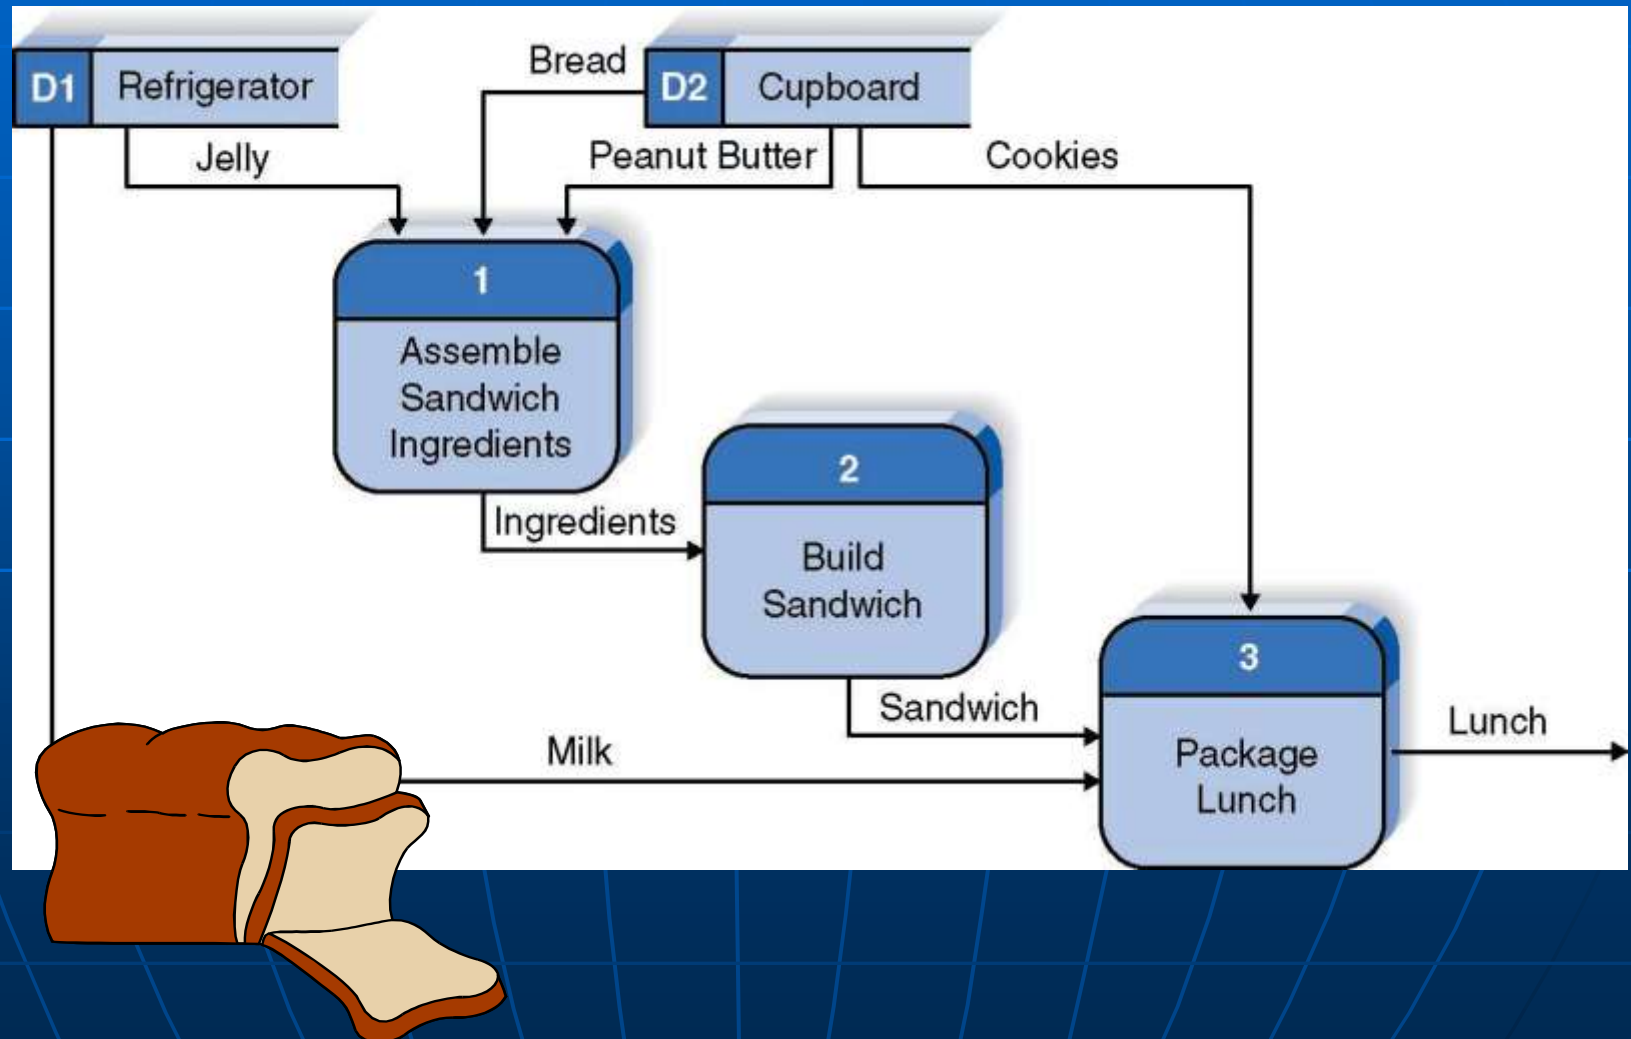 Bread
D1 Refrigerator
D2 Cupboard
Jelly
Peanut Butter
Cookies
1
Assemble
Sandwich
Ingredients
2
Ingredients
Build
Sandwich
3
Sandwich
Lunch
Milk
Package
Lunch